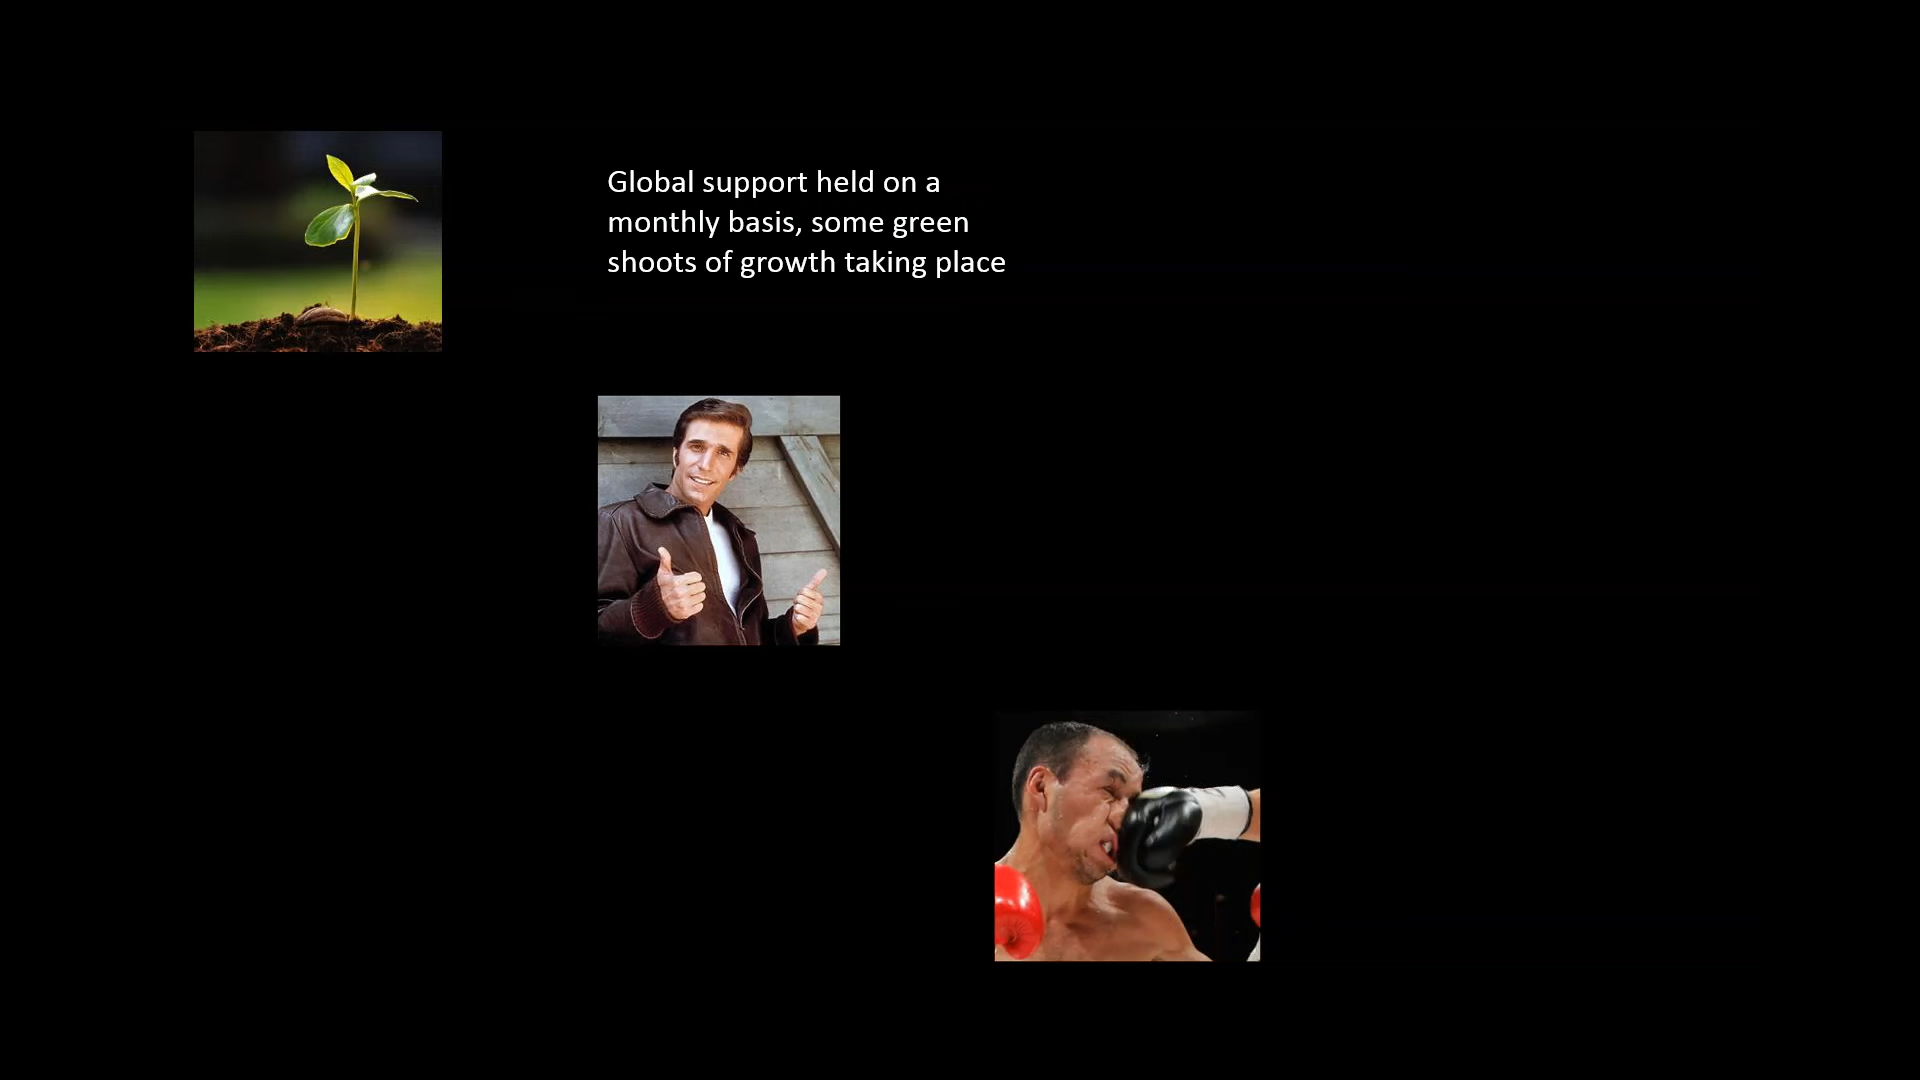 Global support held on a
monthly basis, some green
shoots of growth taking place